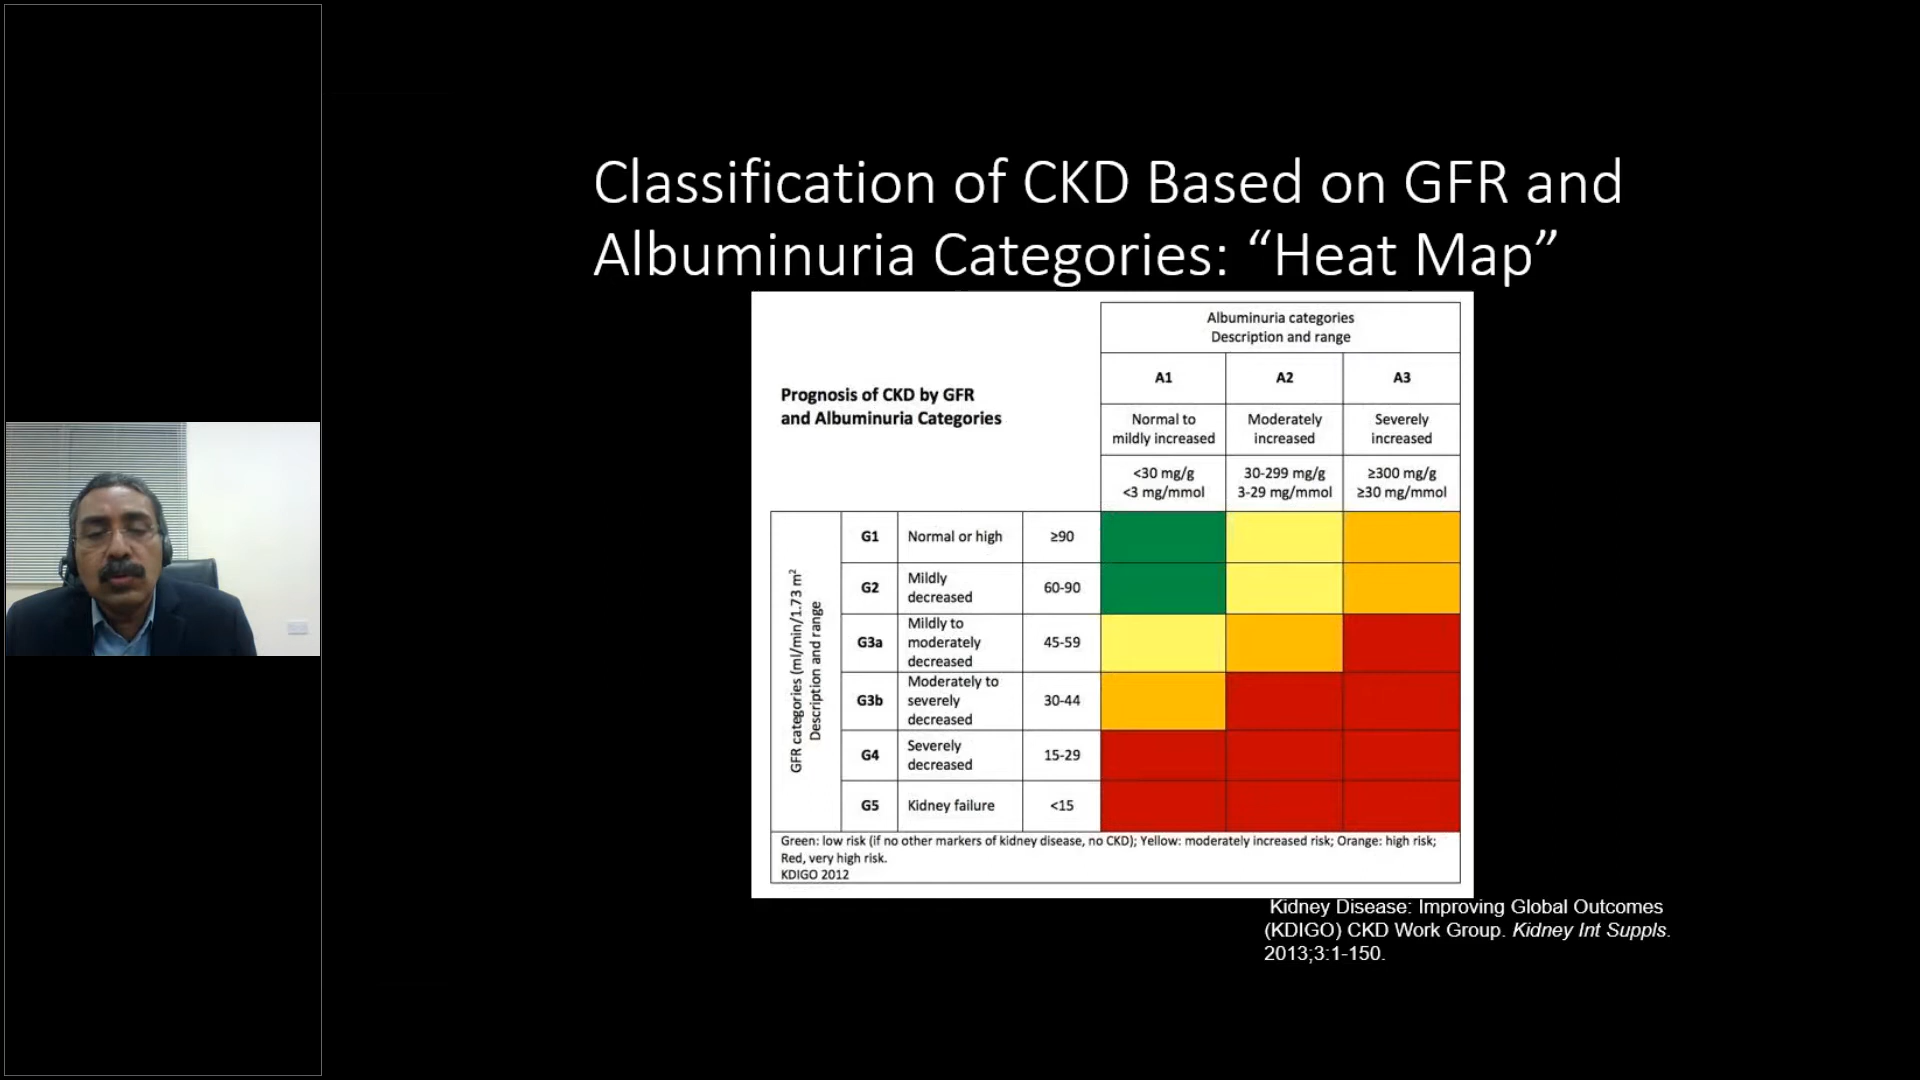 Classification of CKD Based on GFR and
Albuminuria Categories: “Heat Map”
Albuminuria categories
Description and range
Prognosis of CKD by GFR
and Albuminuria Categories
A1
A2
A3
Normal to
mildly increased
Moderately
increased
Severely
increased
<30 mg/g
<3 mg/mmol
30-299 mg/g
3-29 mg/mmol
≥300 mg/g
≥30 mg/mmol
GFR categories (ml/min/1.73 m²
Description and range
G1
Normal or high
≥90
G2
Mildly
decreased
60-90
G3a
Mildly to
moderately
decreased
45-59
G3b
Moderately to
severely
decreased
30-44
G4
Severely
decreased
15-29
G5
Kidney failure
<15
Green: low risk (if no other markers of kidney disease, no CKD); Yellow: moderately increased risk; Orange: high risk;
Red, very high risk.
KDIGO 2012
Kidney Disease: Improving Global Outcomes
(KDIGO) CKD Work Group. Kidney Int Suppls.
2013;3:1-150.